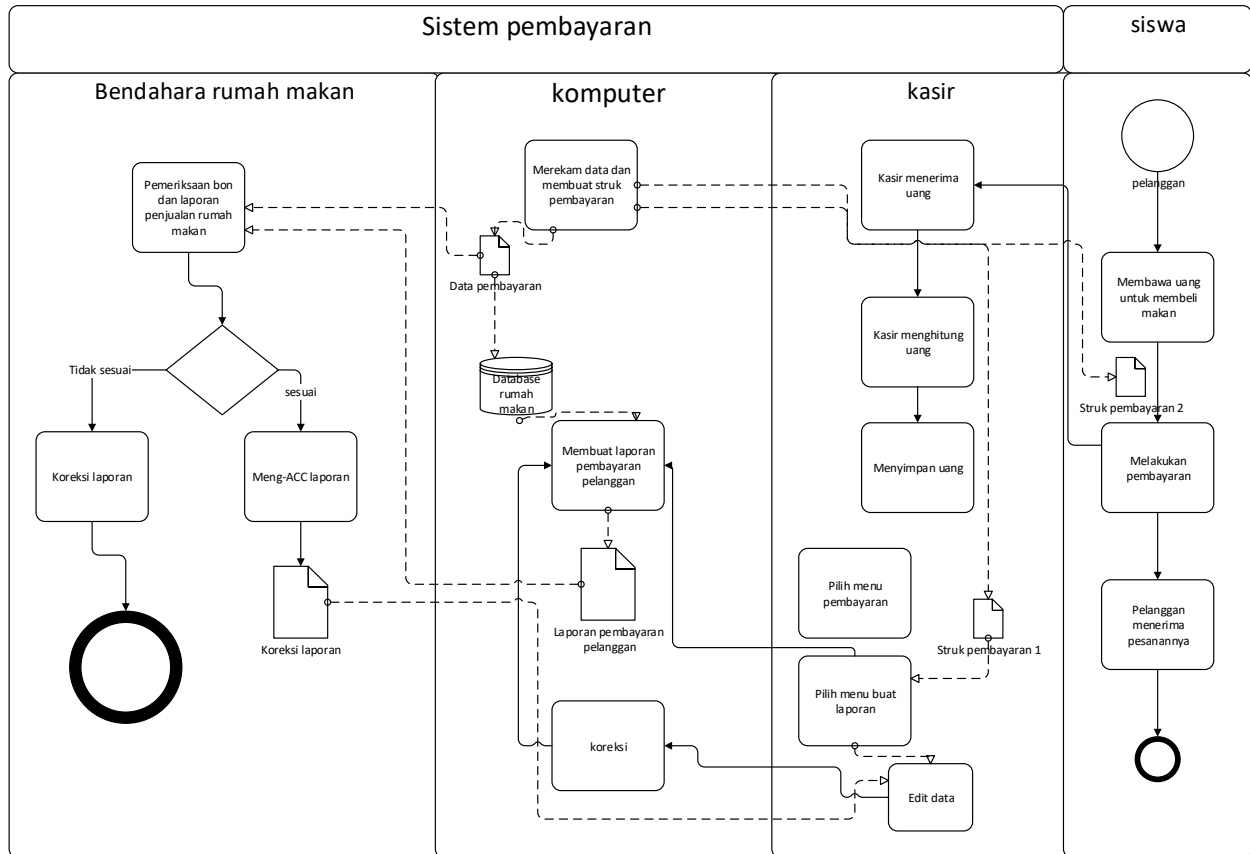 Sistem pembayaran
siswa
Bendahara rumah makan
komputer
kasir
Pemeriksaan bon
dan laporan
penjualan rumah
makan
Tidak sesuai
sesuai
Koreksi laporan
Meng-ACC laporan
Koreksi laporan
Merekam data dan
membuat struk
pembayaran
Data pembayaran
Database
rumah
makan
Membuat laporan
pembayaran
pelanggan
Laporan pembayaran
pelanggan
koreksi
Kasir menerima
uang
Kasir menghitung
uang
Menyimpan uang
Pilih menu
pembayaran
Struk pembayaran 1
Pilih menu buat
laporan
Edit data
pelanggan
Membawa uang
untuk membeli
makan
Struk pembayaran 2
Melakukan
pembayaran
Pelanggan
menerima
pesanannya